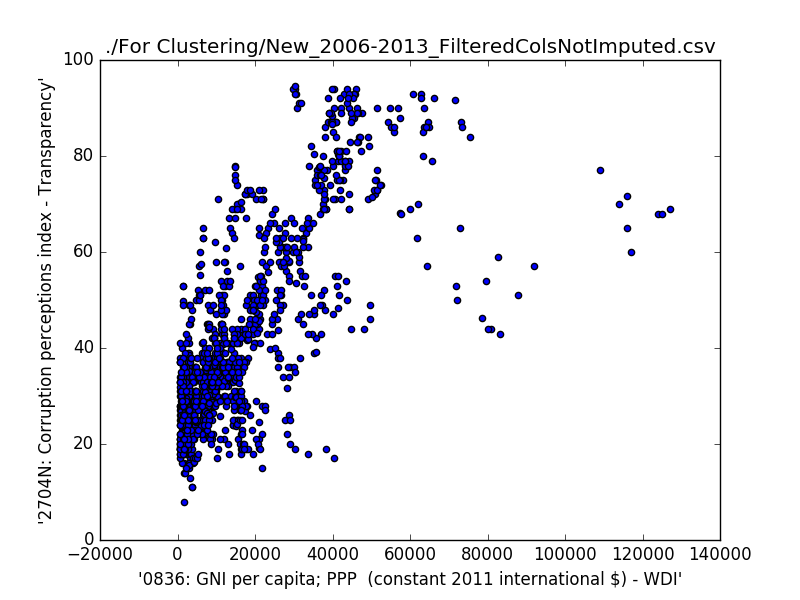 ./For Clustering/New_2006-2013_FilteredColsNotImputed.csv
100
80
60
40
20
0
'2704N: Corruption perceptions index - Transparency'
−20000 0 20000 40000 60000 80000 100000 120000 140000
'0836: GNI per capita; PPP  (constant 2011 international $) - WDI'